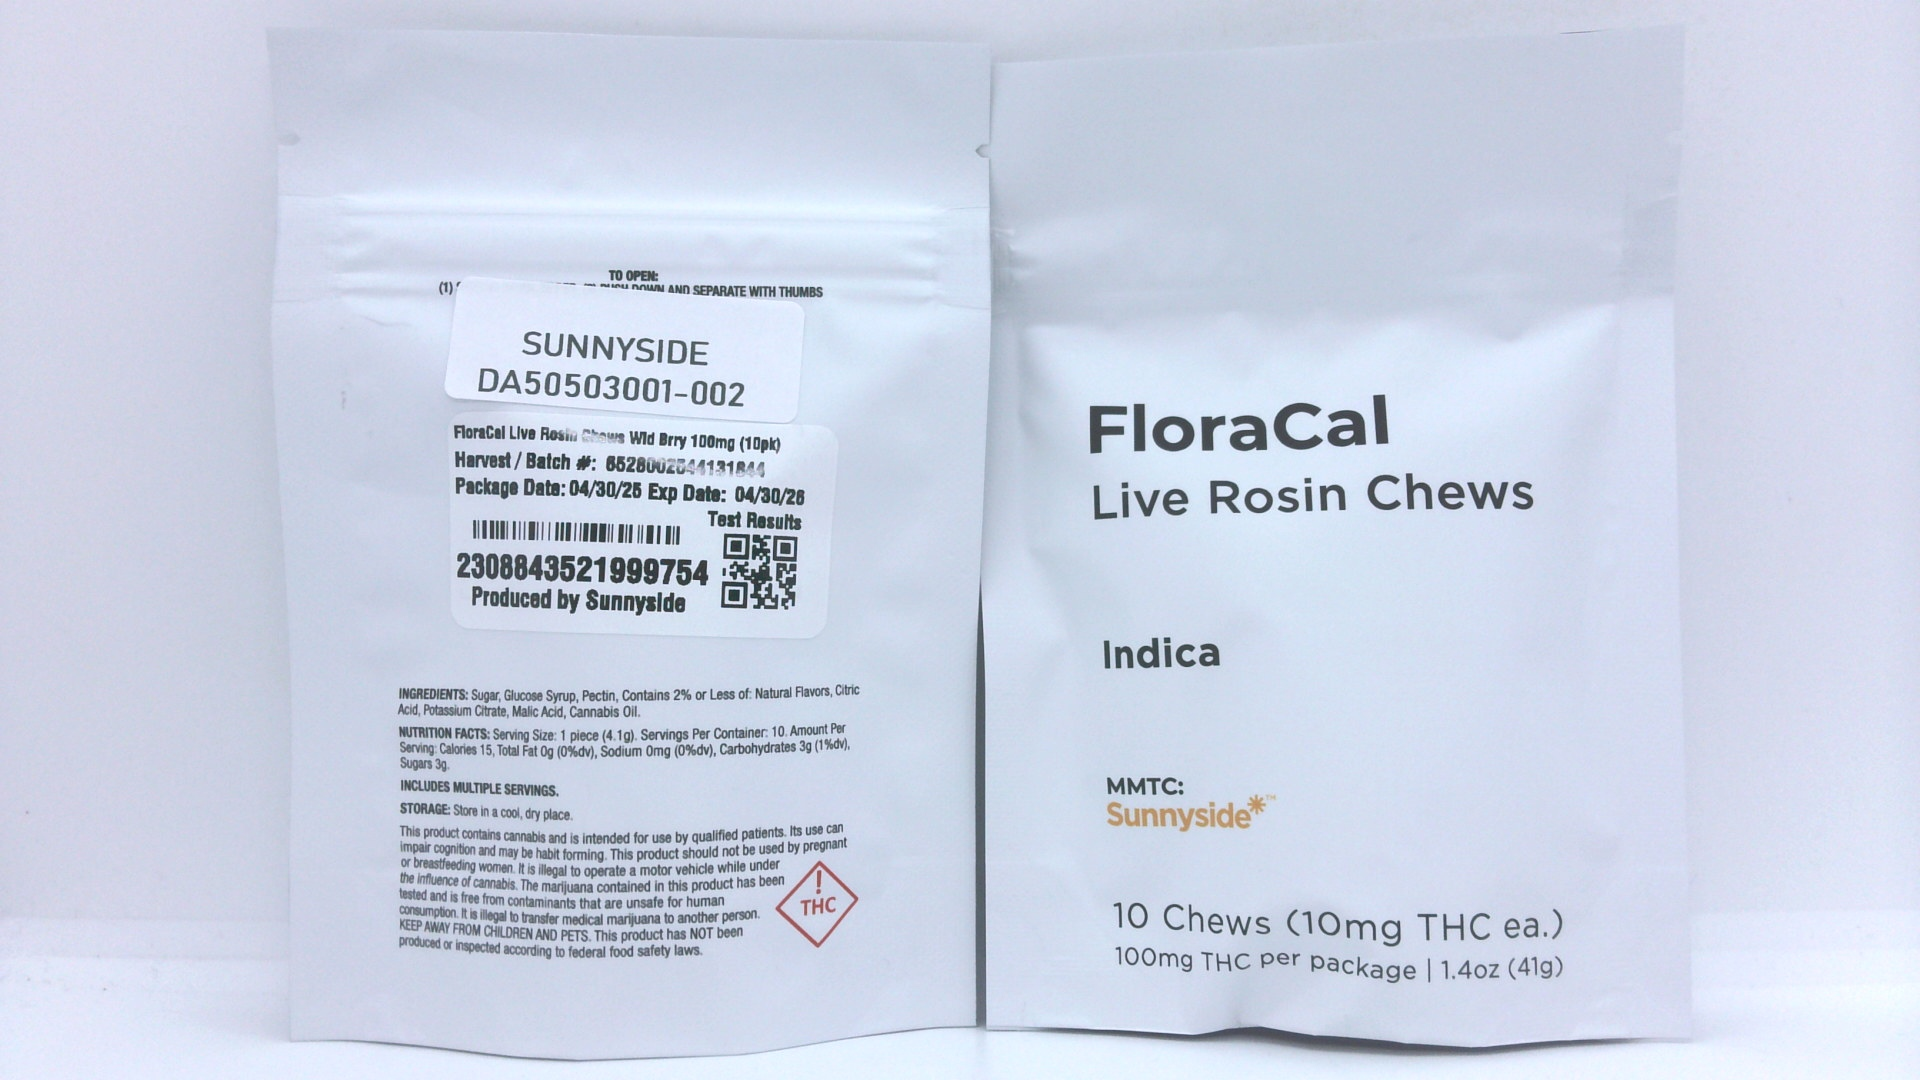 TO OPEN:
(1) PUSH DOWN AND SEPARATE WITH THUMBS
SUNNYSIDE
DA50503001-002
FloraCal Live Rosin Chews Wld Brry 100mg (10pk)
Harvest / Batch #:
Package Date: 04/30/25 Exp Date: 04/30/26
Test Results
2308843521999754
Produced by Sunnyside
INGREDIENTS: Sugar, Glucose Syrup, Pectin, Contains 2% or Less of: Natural Flavors, Citric
Acid, Potassium Citrate, Malic Acid, Cannabis Oil.
NUTRITION FACTS: Serving Size: 1 piece (4.1g). Servings Per Container: 10. Amount Per
Serving: Calories 15, Total Fat 0g (0%dv), Sodium 0mg (0%dv), Carbohydrates 3g (1%dv),
Sugars 3g.
INCLUDES MULTIPLE SERVINGS.
STORAGE: Store in a cool, dry place.
This product contains cannabis and is intended for use by qualified patients. Its use can
impair cognition and may be habit forming. This product should not be used by pregnant
or breastfeeding women. It is illegal to operate a motor vehicle while under
the influence of cannabis. The marijuana contained in this product has been
tested and is free from contaminants that are unsafe for human
consumption. It is illegal to transfer medical marijuana to another person.
KEEP AWAY FROM CHILDREN AND PETS. This product has NOT been
produced or inspected according to federal food safety laws.
!
THC
FloraCal
Live Rosin Chews
Indica
MMTC:
Sunnyside*™
10 Chews (10mg THC ea.)
100mg THC per package | 1.4oz (41g)